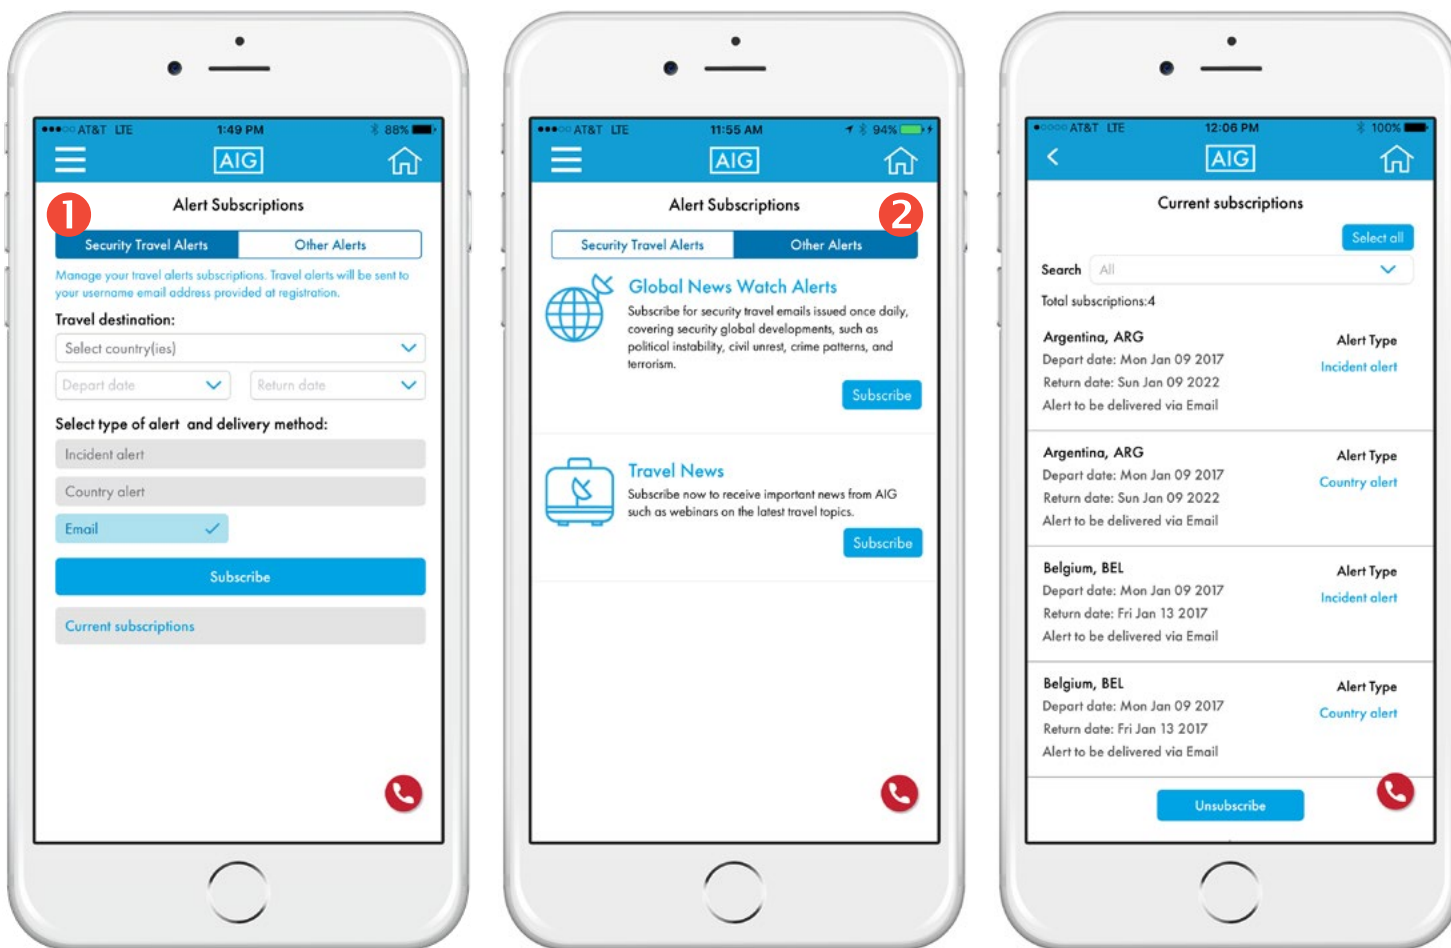 AT&T LTE 1:49 PM 88%
AIG
Alert Subscriptions
1
Security Travel Alerts Other Alerts
Manage your travel alerts subscriptions. Travel alerts will be sent to
your username email address provided at registration.
Travel destination:
Select country(ies)
Depart date Return date
Select type of alert and delivery method:
Incident alert
Country alert
Email
Subscribe
Current subscriptions
AT&T LTE 11:55 AM 94%
AIG
Alert Subscriptions
2
Security Travel Alerts Other Alerts
Global News Watch Alerts
Subscribe for security travel emails issued once daily,
covering security global developments, such as
political instability, civil unrest, crime patterns, and
terrorism.
Subscribe
Travel News
Subscribe now to receive important news from AIG
such as webinars on the latest travel topics.
Subscribe
AT&T LTE 12:06 PM 100%
AIG
Current subscriptions
Select all
Search All
Total subscriptions:4
Argentina, ARG Alert Type
Depart date: Mon Jan 09 2017
Incident alert
Return date: Sun Jan 09 2022
Alert to be delivered via Email
Argentina, ARG Alert Type
Depart date: Mon Jan 09 2017
Country alert
Return date: Sun Jan 09 2022
Alert to be delivered via Email
Belgium, BEL Alert Type
Depart date: Mon Jan 09 2017
Incident alert
Return date: Fri Jan 13 2017
Alert to be delivered via Email
Belgium, BEL Alert Type
Depart date: Mon Jan 09 2017
Country alert
Return date: Fri Jan 13 2017
Alert to be delivered via Email
Unsubscribe